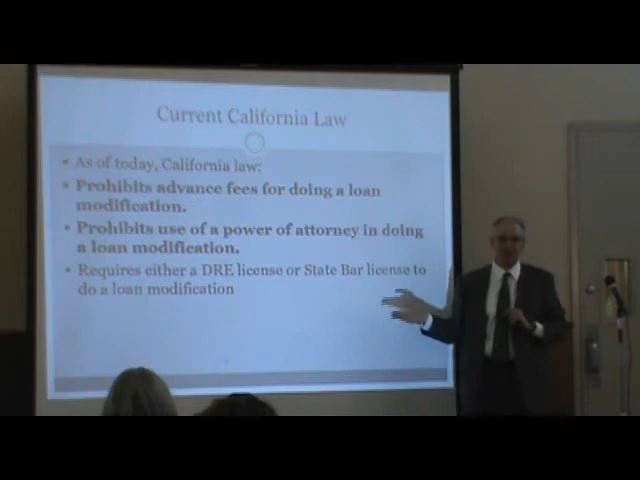 Current California Law
As of today, California law:
Prohibits advance fees for doing a loan
modification.
Prohibits use of a power of attorney in doing
a loan modification.
Requires either a DRE license or State Bar license to
do a loan modification